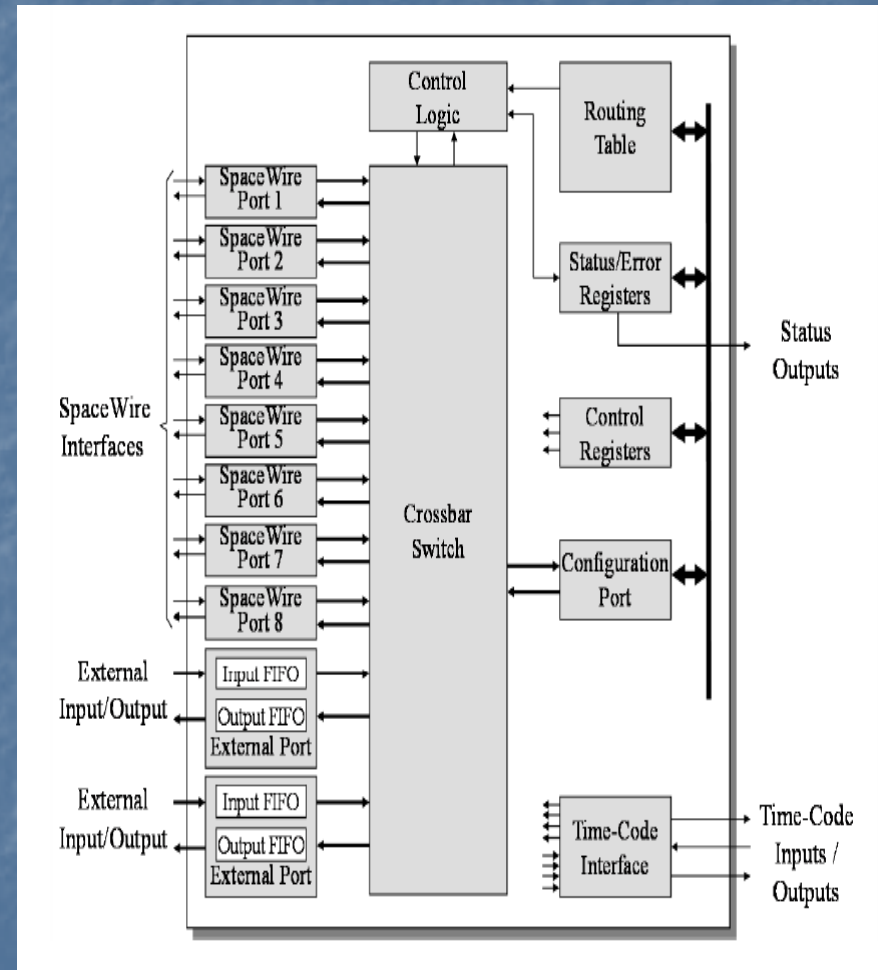 Control
Logic
Routing
Table
SpaceWire
Port 1
SpaceWire
Port 2
Status/Error
Registers
SpaceWire
Port 3
Status
Outputs
SpaceWire
Port 4
SpaceWire
Interfaces
SpaceWire
Port 5
Control
Registers
SpaceWire
Port 6
Crossbar
Switch
SpaceWire
Port 7
Configuration
Port
SpaceWire
Port 8
External
Input/Output
Input FIFO
Output FIFO
External Port
External
Input/Output
Input FIFO
Output FIFO
External Port
Time-Code
Interface
Time-Code
Inputs /
Outputs